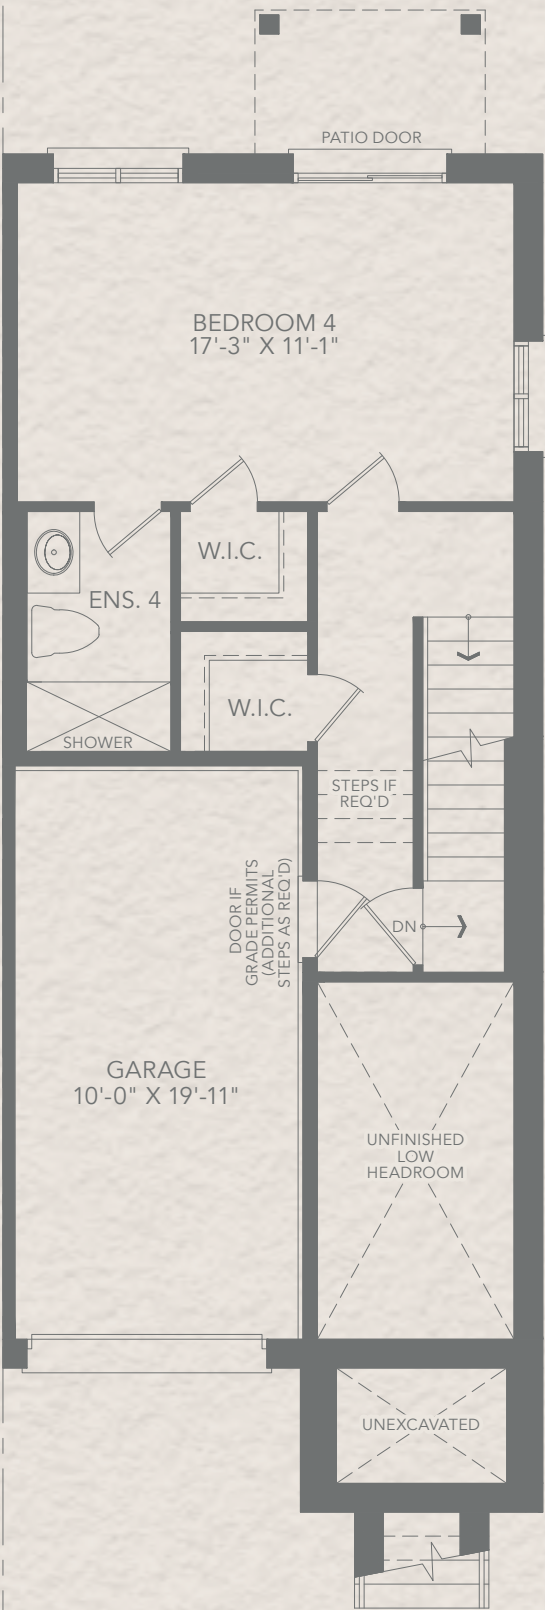 PATIO DOOR
BEDROOM 4
17'-3" X 11'-1"
W.I.C.
ENS. 4
W.I.C.
SHOWER
STEPS IF
REQ'D
DOOR IF
GRADE PERMITS
(ADDITIONAL
STEPS AS REQ'D)
DN
GARAGE
10'-0" X 19'-11"
UNFINISHED
LOW
HEADROOM
UNEXCAVATED